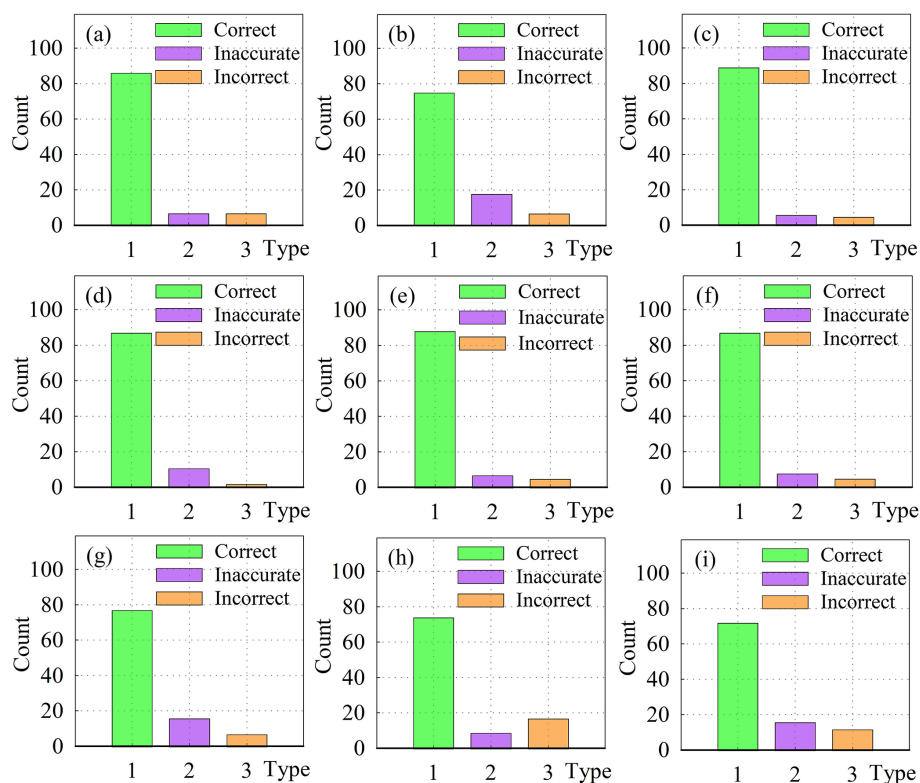 (a) Correct
Inaccurate
Incorrect
100
80
60
40
20
0
Count
1 2 3 Type
(b) Correct
Inaccurate
Incorrect
100
80
60
40
20
0
Count
1 2 3 Type
(c) Correct
Inaccurate
Incorrect
100
80
60
40
20
0
Count
1 2 3 Type
(d) Correct
Inaccurate
Incorrect
100
80
60
40
20
0
Count
1 2 3 Type
(e) Correct
Inaccurate
Incorrect
100
80
60
40
20
0
Count
1 2 3 Type
(f) Correct
Inaccurate
Incorrect
100
80
60
40
20
0
Count
1 2 3 Type
(g) Correct
Inaccurate
Incorrect
100
80
60
40
20
0
Count
1 2 3 Type
(h) Correct
Inaccurate
Incorrect
100
80
60
40
20
0
Count
1 2 3 Type
(i) Correct
Inaccurate
Incorrect
100
80
60
40
20
0
Count
1 2 3 Type